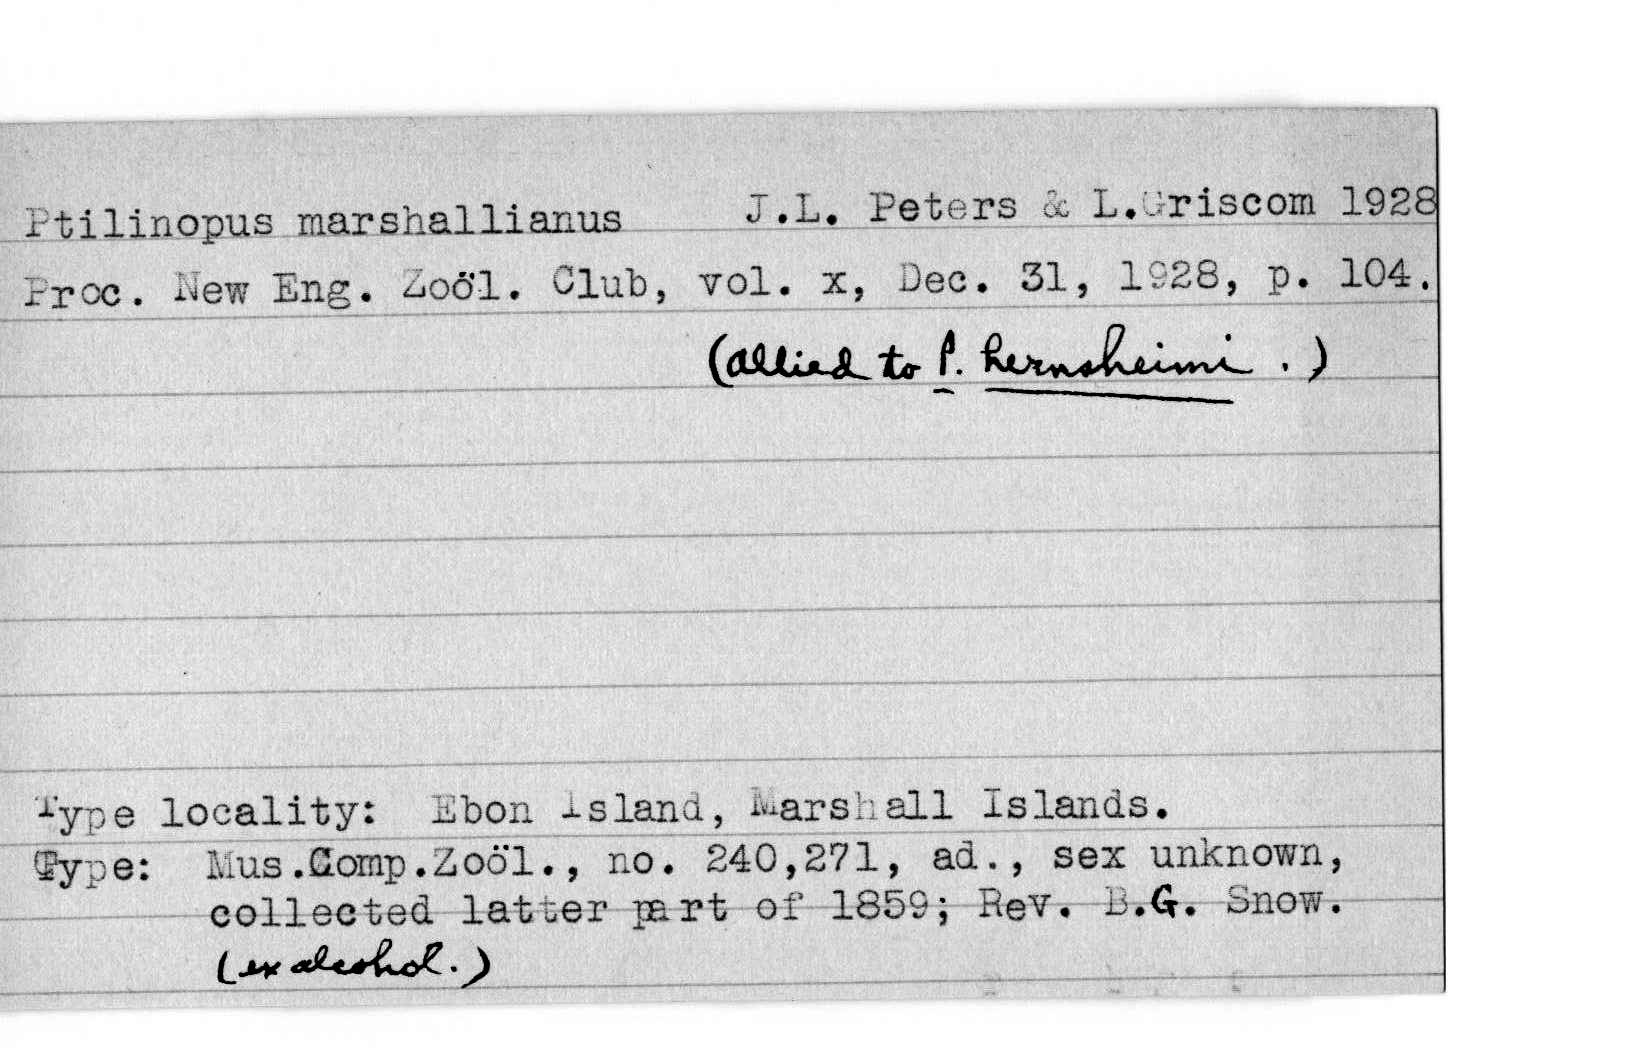 Ptilinopus marshallianus J.L. Peters & L.Griscom 1928
Proc. New Eng. Zoöl. Club, vol. x, Dec. 31, 1928, p. 104.
(allied to P. hernsheimi.)
Type locality: Ebon Island, Marshall Islands.
Type: Mus.Comp.Zoöl., no. 240,271, ad., sex unknown,
collected latter part of 1859; Rev. B.G. Snow.
(ex alcohol.)